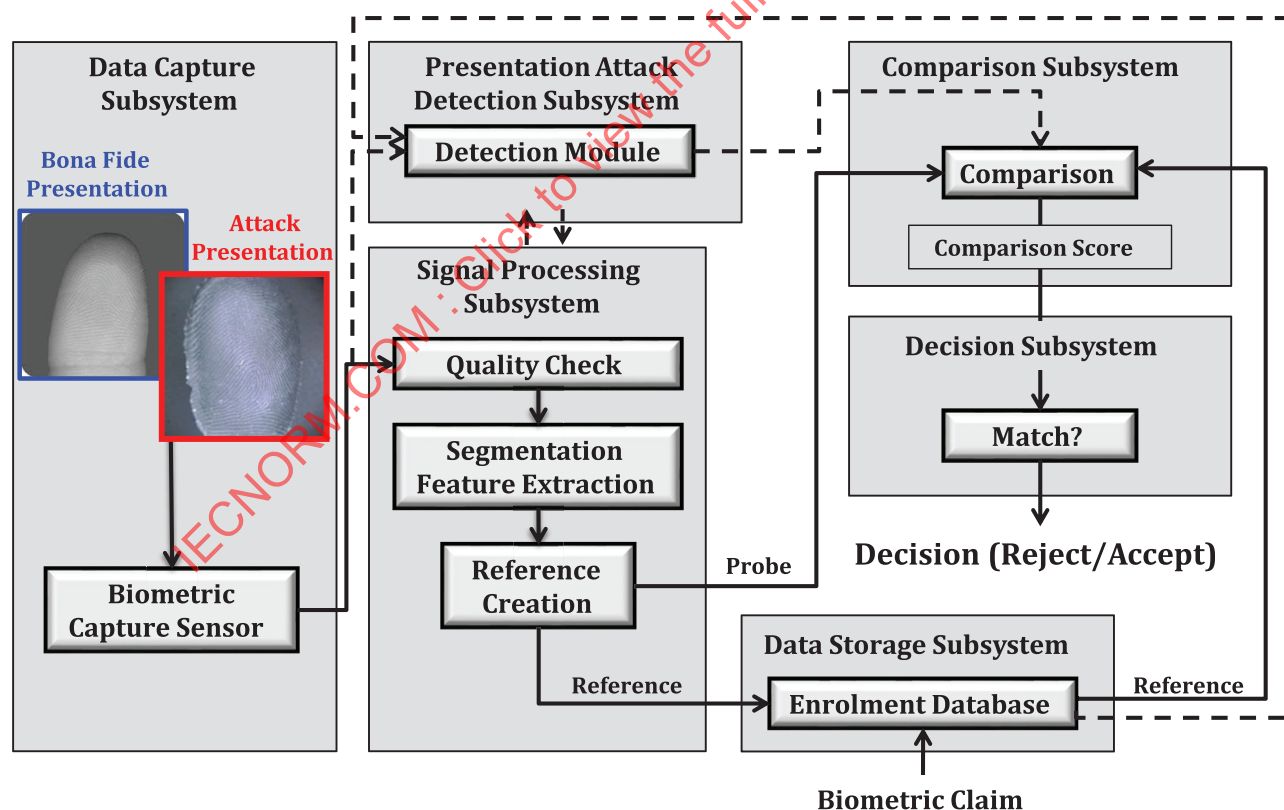 Data Capture
Subsystem
Bona Fide
Presentation
Attack
Presentation
Biometric
Capture Sensor
Presentation Attack
Detection Subsystem
Detection Module
Signal Processing
Subsystem
Quality Check
Segmentation
Feature Extraction
Reference
Creation
Probe
Reference
Comparison Subsystem
Comparison
Comparison Score
Decision Subsystem
Match?
Decision (Reject/Accept)
Data Storage Subsystem
Enrolment Database
Reference
Biometric Claim
IECNORM.COM : Click to view the full